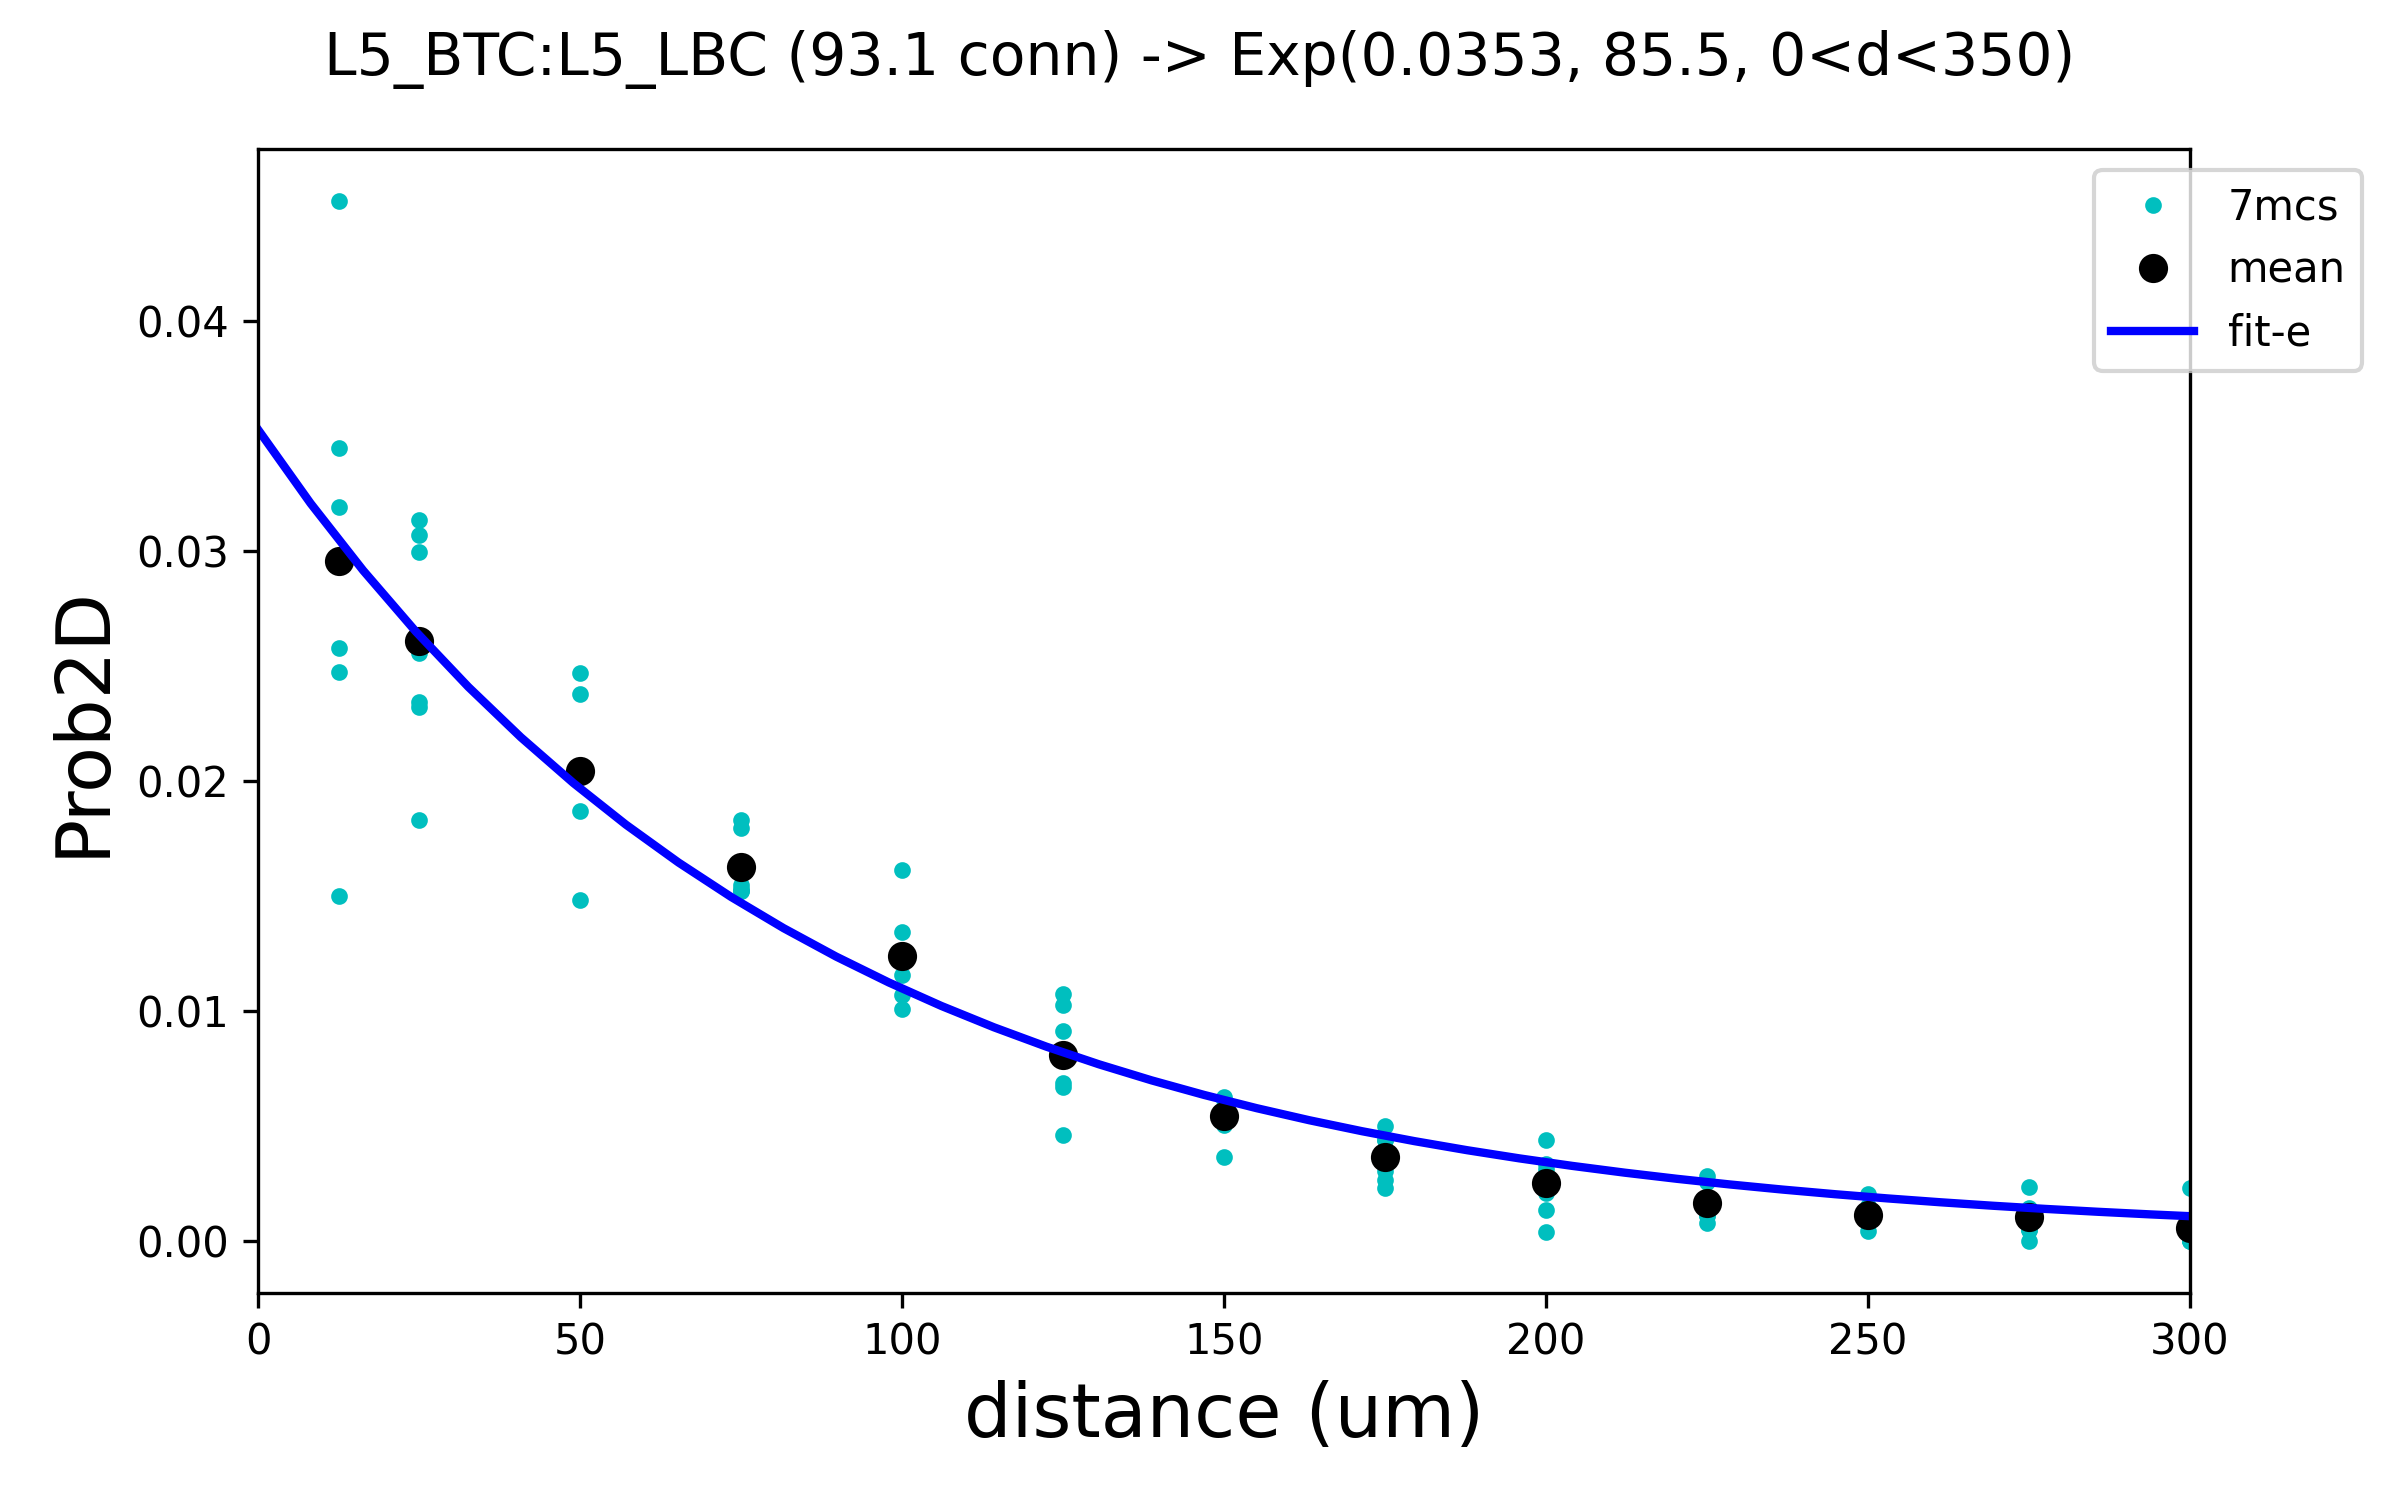 L5_BTC:L5_LBC (93.1 conn) -> Exp(0.0353, 85.5, 0<d<350)
7mcs
mean
fit-e
0.04
0.03
0.02
0.01
0.00
Prob2D
0 50 100 150 200 250 300
distance (um)